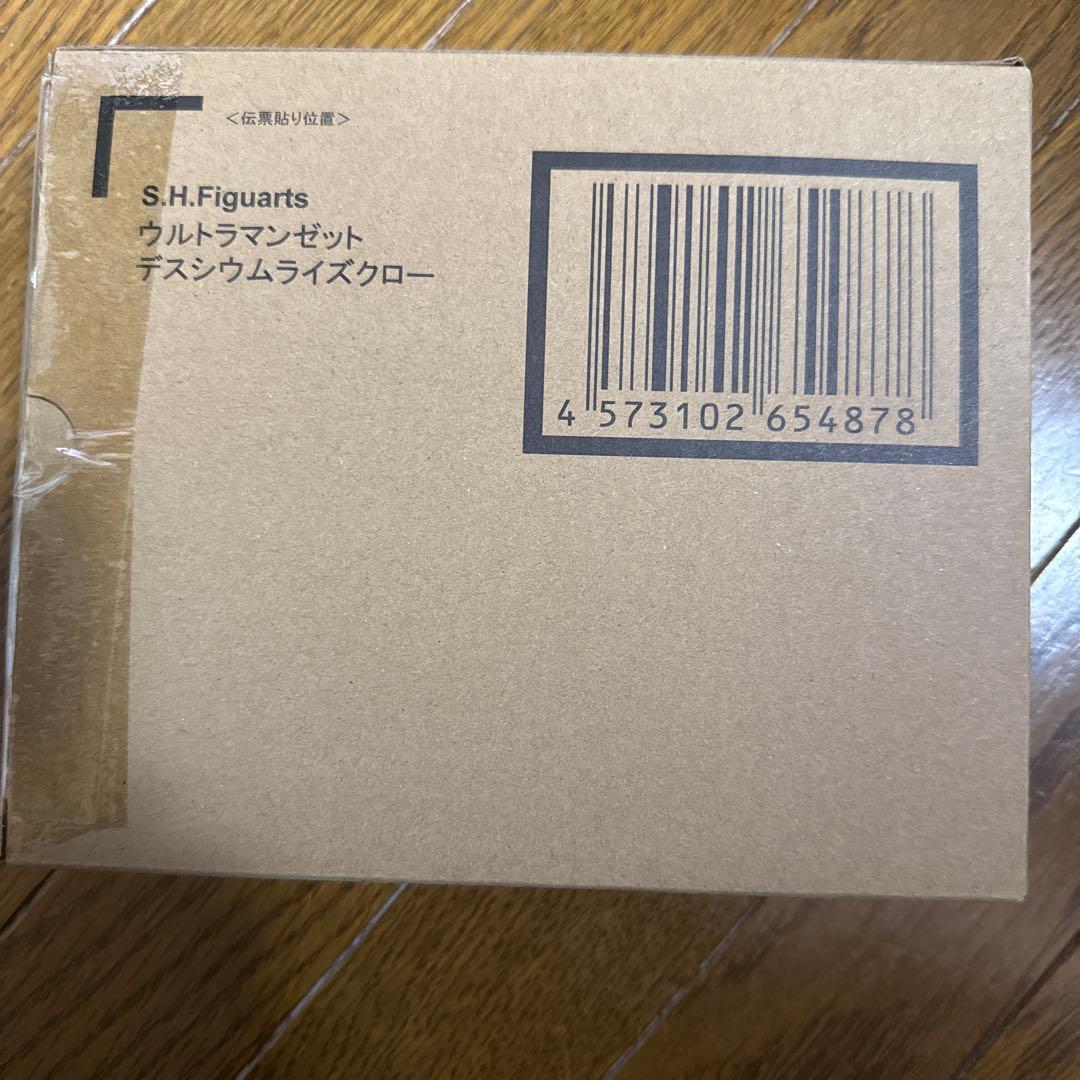 <伝票貼り位置>
S.H.Figuarts
ウルトラマンゼット
デスシウムライズクロー
4 573102 654878